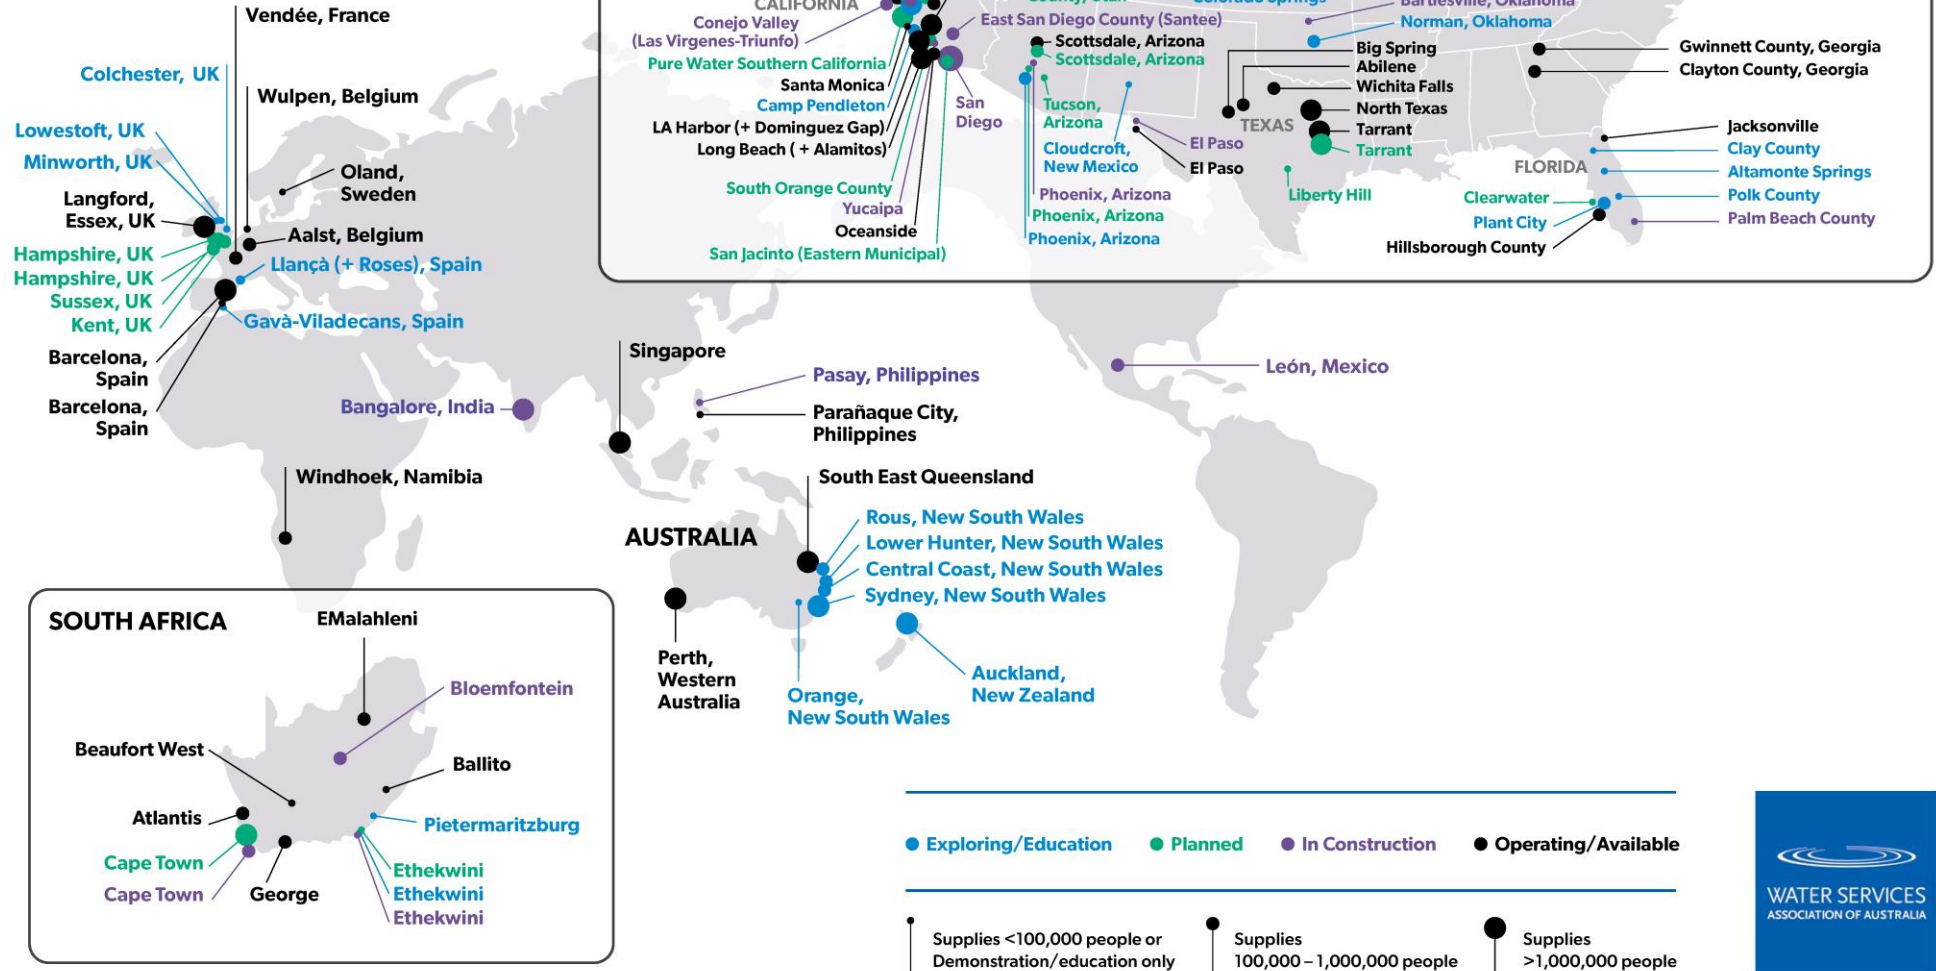 Vendée, France
Colchester, UK
Wulpen, Belgium
Lowestoft, UK
Minworth, UK
Oland,
Sweden
Langford,
Essex, UK
Aalst, Belgium
Hampshire, UK
Llançà (+ Roses), Spain
Hampshire, UK
Sussex, UK
Kent, UK
Gavà-Viladecans, Spain
Barcelona,
Spain
Barcelona,
Spain
CALIFORNIA
Conejo Valley
(Las Virgenes-Triunfo)
Pure Water Southern California
Santa Monica
Camp Pendleton
LA Harbor (+ Dominguez Gap)
Long Beach ( + Alamitos)
South Orange County
Yucaipa
Oceanside
San Jacinto (Eastern Municipal)
East San Diego County (Santee)
San
Diego
Scottsdale, Arizona
Scottsdale, Arizona
Tucson,
Arizona
Cloudcroft,
New Mexico
Phoenix, Arizona
Phoenix, Arizona
Phoenix, Arizona
El Paso
El Paso
Bartlesville, Oklahoma
Norman, Oklahoma
Big Spring
Abilene
Wichita Falls
North Texas
TEXAS
Tarrant
Tarrant
Liberty Hill
Gwinnett County, Georgia
Clayton County, Georgia
Jacksonville
Clay County
FLORIDA
Altamonte Springs
Clearwater
Polk County
Plant City
Palm Beach County
Hillsborough County
Singapore
Pasay, Philippines
Bangalore, India
Parañaque City,
Philippines
León, Mexico
Windhoek, Namibia
South East Queensland
AUSTRALIA
Rous, New South Wales
Lower Hunter, New South Wales
Central Coast, New South Wales
Sydney, New South Wales
Perth,
Western
Australia
Orange,
New South Wales
Auckland,
New Zealand
SOUTH AFRICA
EMalahleni
Bloemfontein
Beaufort West
Ballito
Atlantis
Pietermaritzburg
Cape Town
Cape Town
George
Ethekwini
Ethekwini
Ethekwini
Exploring/Education
Planned
In Construction
Operating/Available
Supplies <100,000 people or
Demonstration/education only
Supplies
100,000 – 1,000,000 people
Supplies
>1,000,000 people
WATER SERVICES
ASSOCIATION OF AUSTRALIA